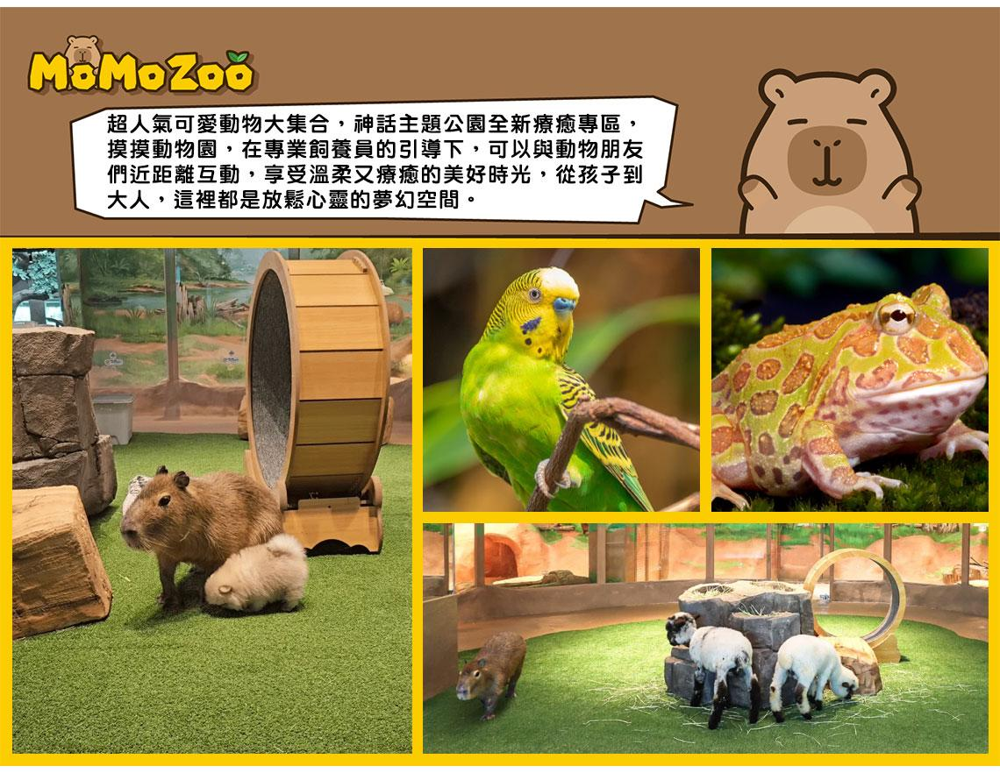 MoMoZoo
超人氣可愛動物大集合，神話主題公園全新療癒專區，
摸摸動物園，在專業飼養員的引導下，可以與動物朋友
們近距離互動，享受溫柔又療癒的美好時光，從孩子到
大人，這裡都是放鬆心靈的夢幻空間。